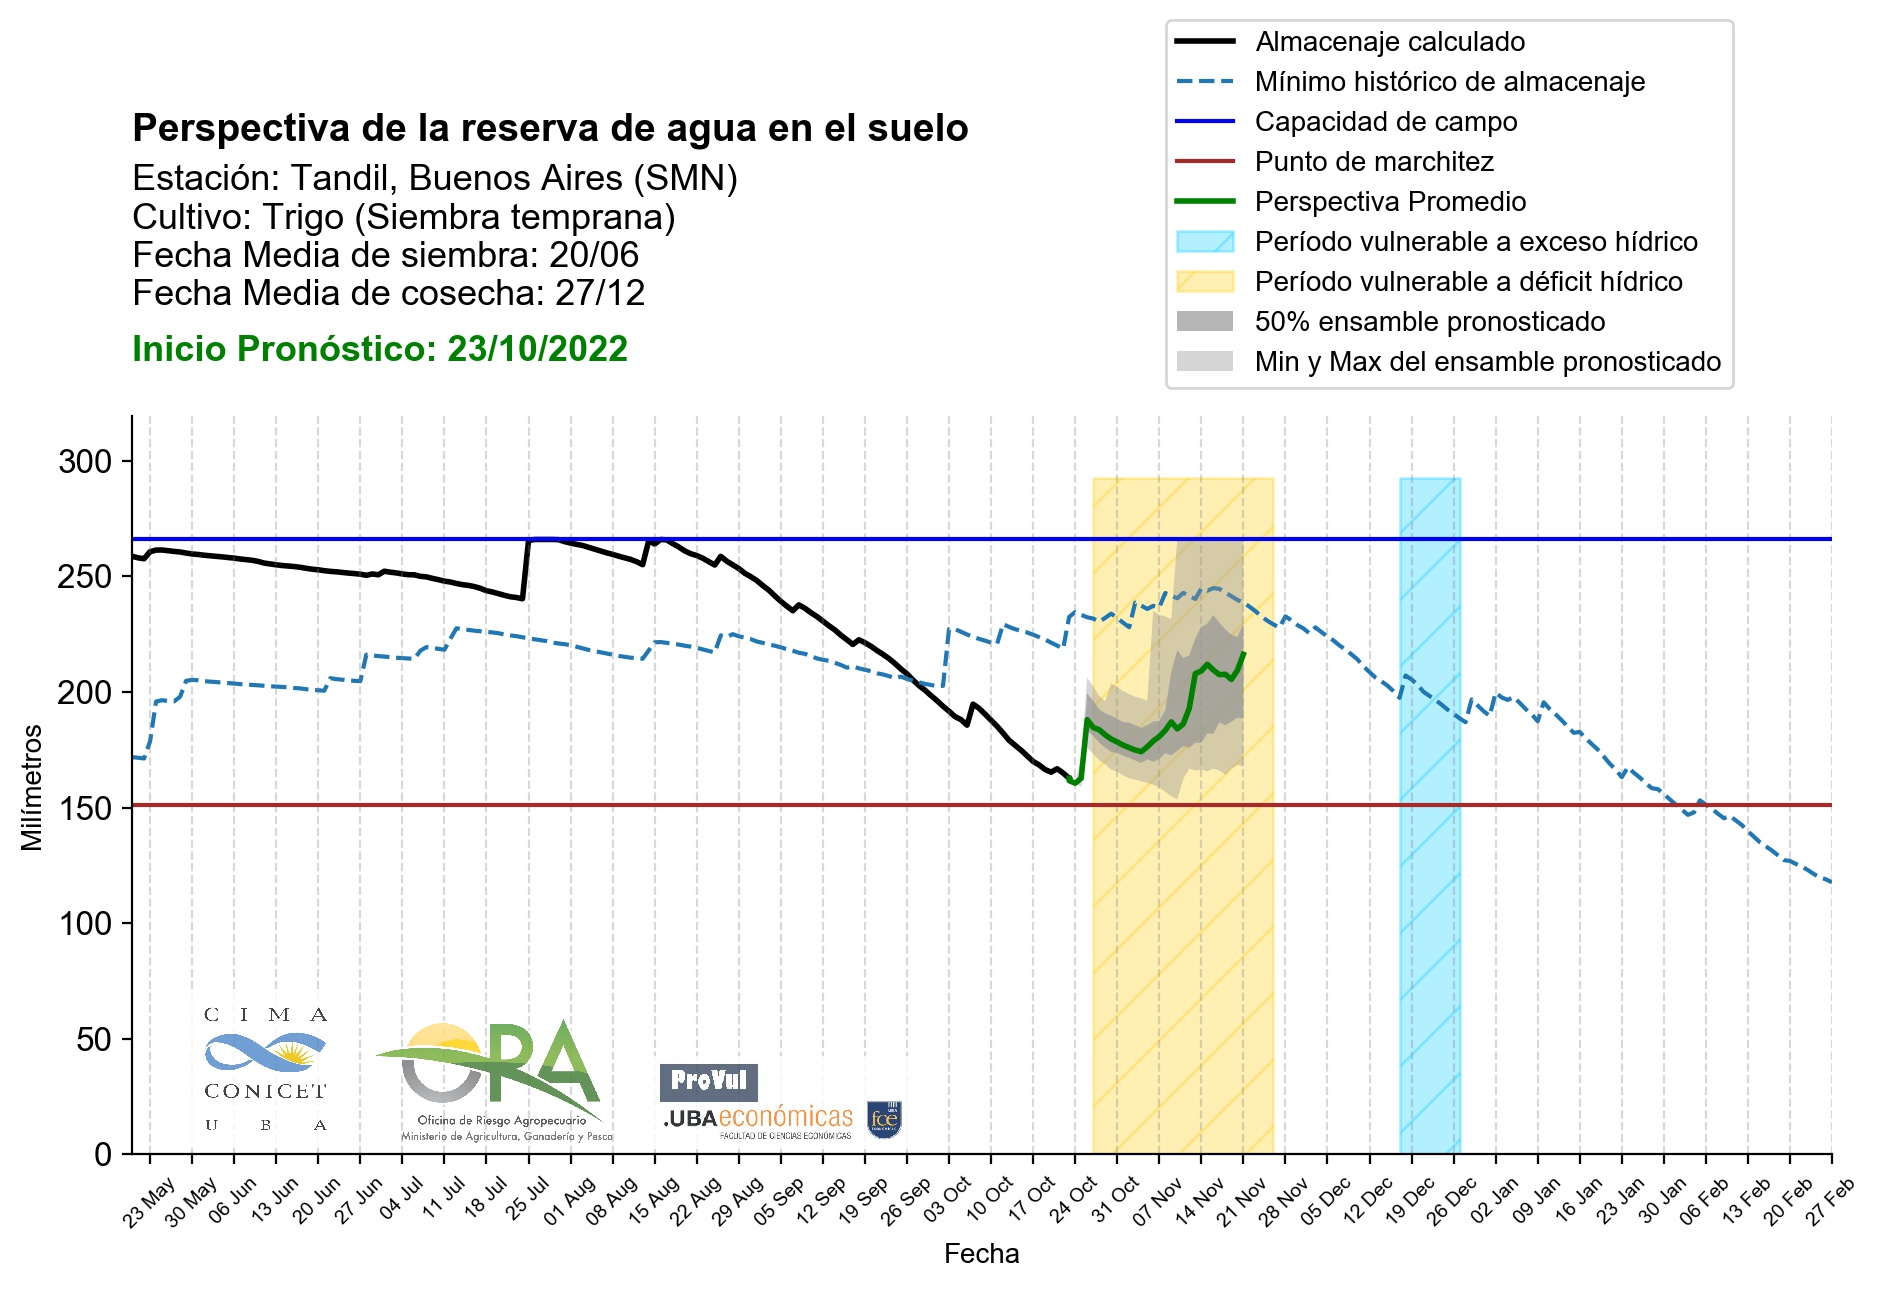 Almacenaje calculado
Mínimo histórico de almacenaje
Capacidad de campo
Punto de marchitez
Perspectiva Promedio
Período vulnerable a exceso hídrico
Período vulnerable a déficit hídrico
50% ensamble pronosticado
Min y Max del ensamble pronosticado
Perspectiva de la reserva de agua en el suelo
Estación: Tandil, Buenos Aires (SMN)
Cultivo: Trigo (Siembra temprana)
Fecha Media de siembra: 20/06
Fecha Media de cosecha: 27/12
Inicio Pronóstico: 23/10/2022
Milímetros
300
250
200
150
100
50
0
C I M A
CONICET
U B A
ORA
Oficina de Riesgo Agropecuario
Ministerio de Agricultura, Ganadería y Pesca
ProVul
.UBAeconómicas
FACULTAD DE CIENCIAS ECONÓMICAS
fce
23 May
30 May
06 Jun
13 Jun
20 Jun
27 Jun
04 Jul
11 Jul
18 Jul
25 Jul
01 Aug
08 Aug
15 Aug
22 Aug
29 Aug
05 Sep
12 Sep
19 Sep
26 Sep
03 Oct
10 Oct
17 Oct
24 Oct
31 Oct
07 Nov
14 Nov
21 Nov
28 Nov
05 Dec
12 Dec
19 Dec
26 Dec
02 Jan
09 Jan
16 Jan
23 Jan
30 Jan
06 Feb
13 Feb
20 Feb
27 Feb
Fecha